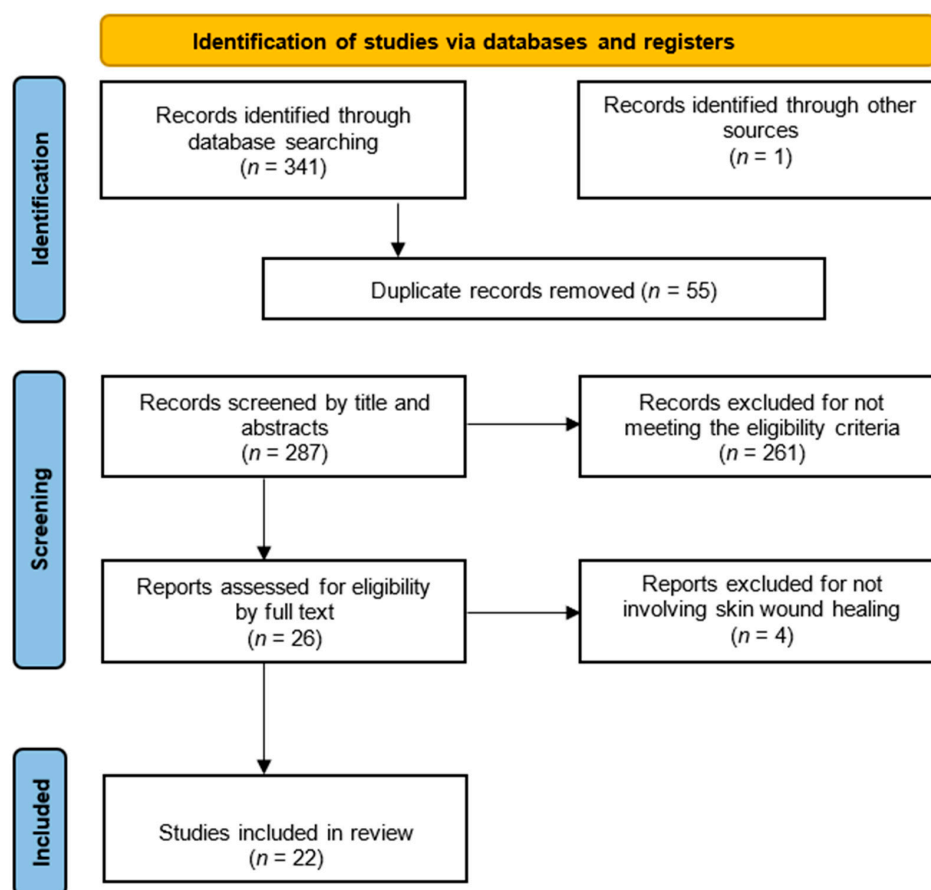 Identification of studies via databases and registers
Identification
Records identified through
database searching
(n = 341)
Records identified through other
sources
(n = 1)
Duplicate records removed (n = 55)
Screening
Records screened by title and
abstracts
(n = 287)
Records excluded for not
meeting the eligibility criteria
(n = 261)
Reports assessed for eligibility
by full text
(n = 26)
Reports excluded for not
involving skin wound healing
(n = 4)
Included
Studies included in review
(n = 22)